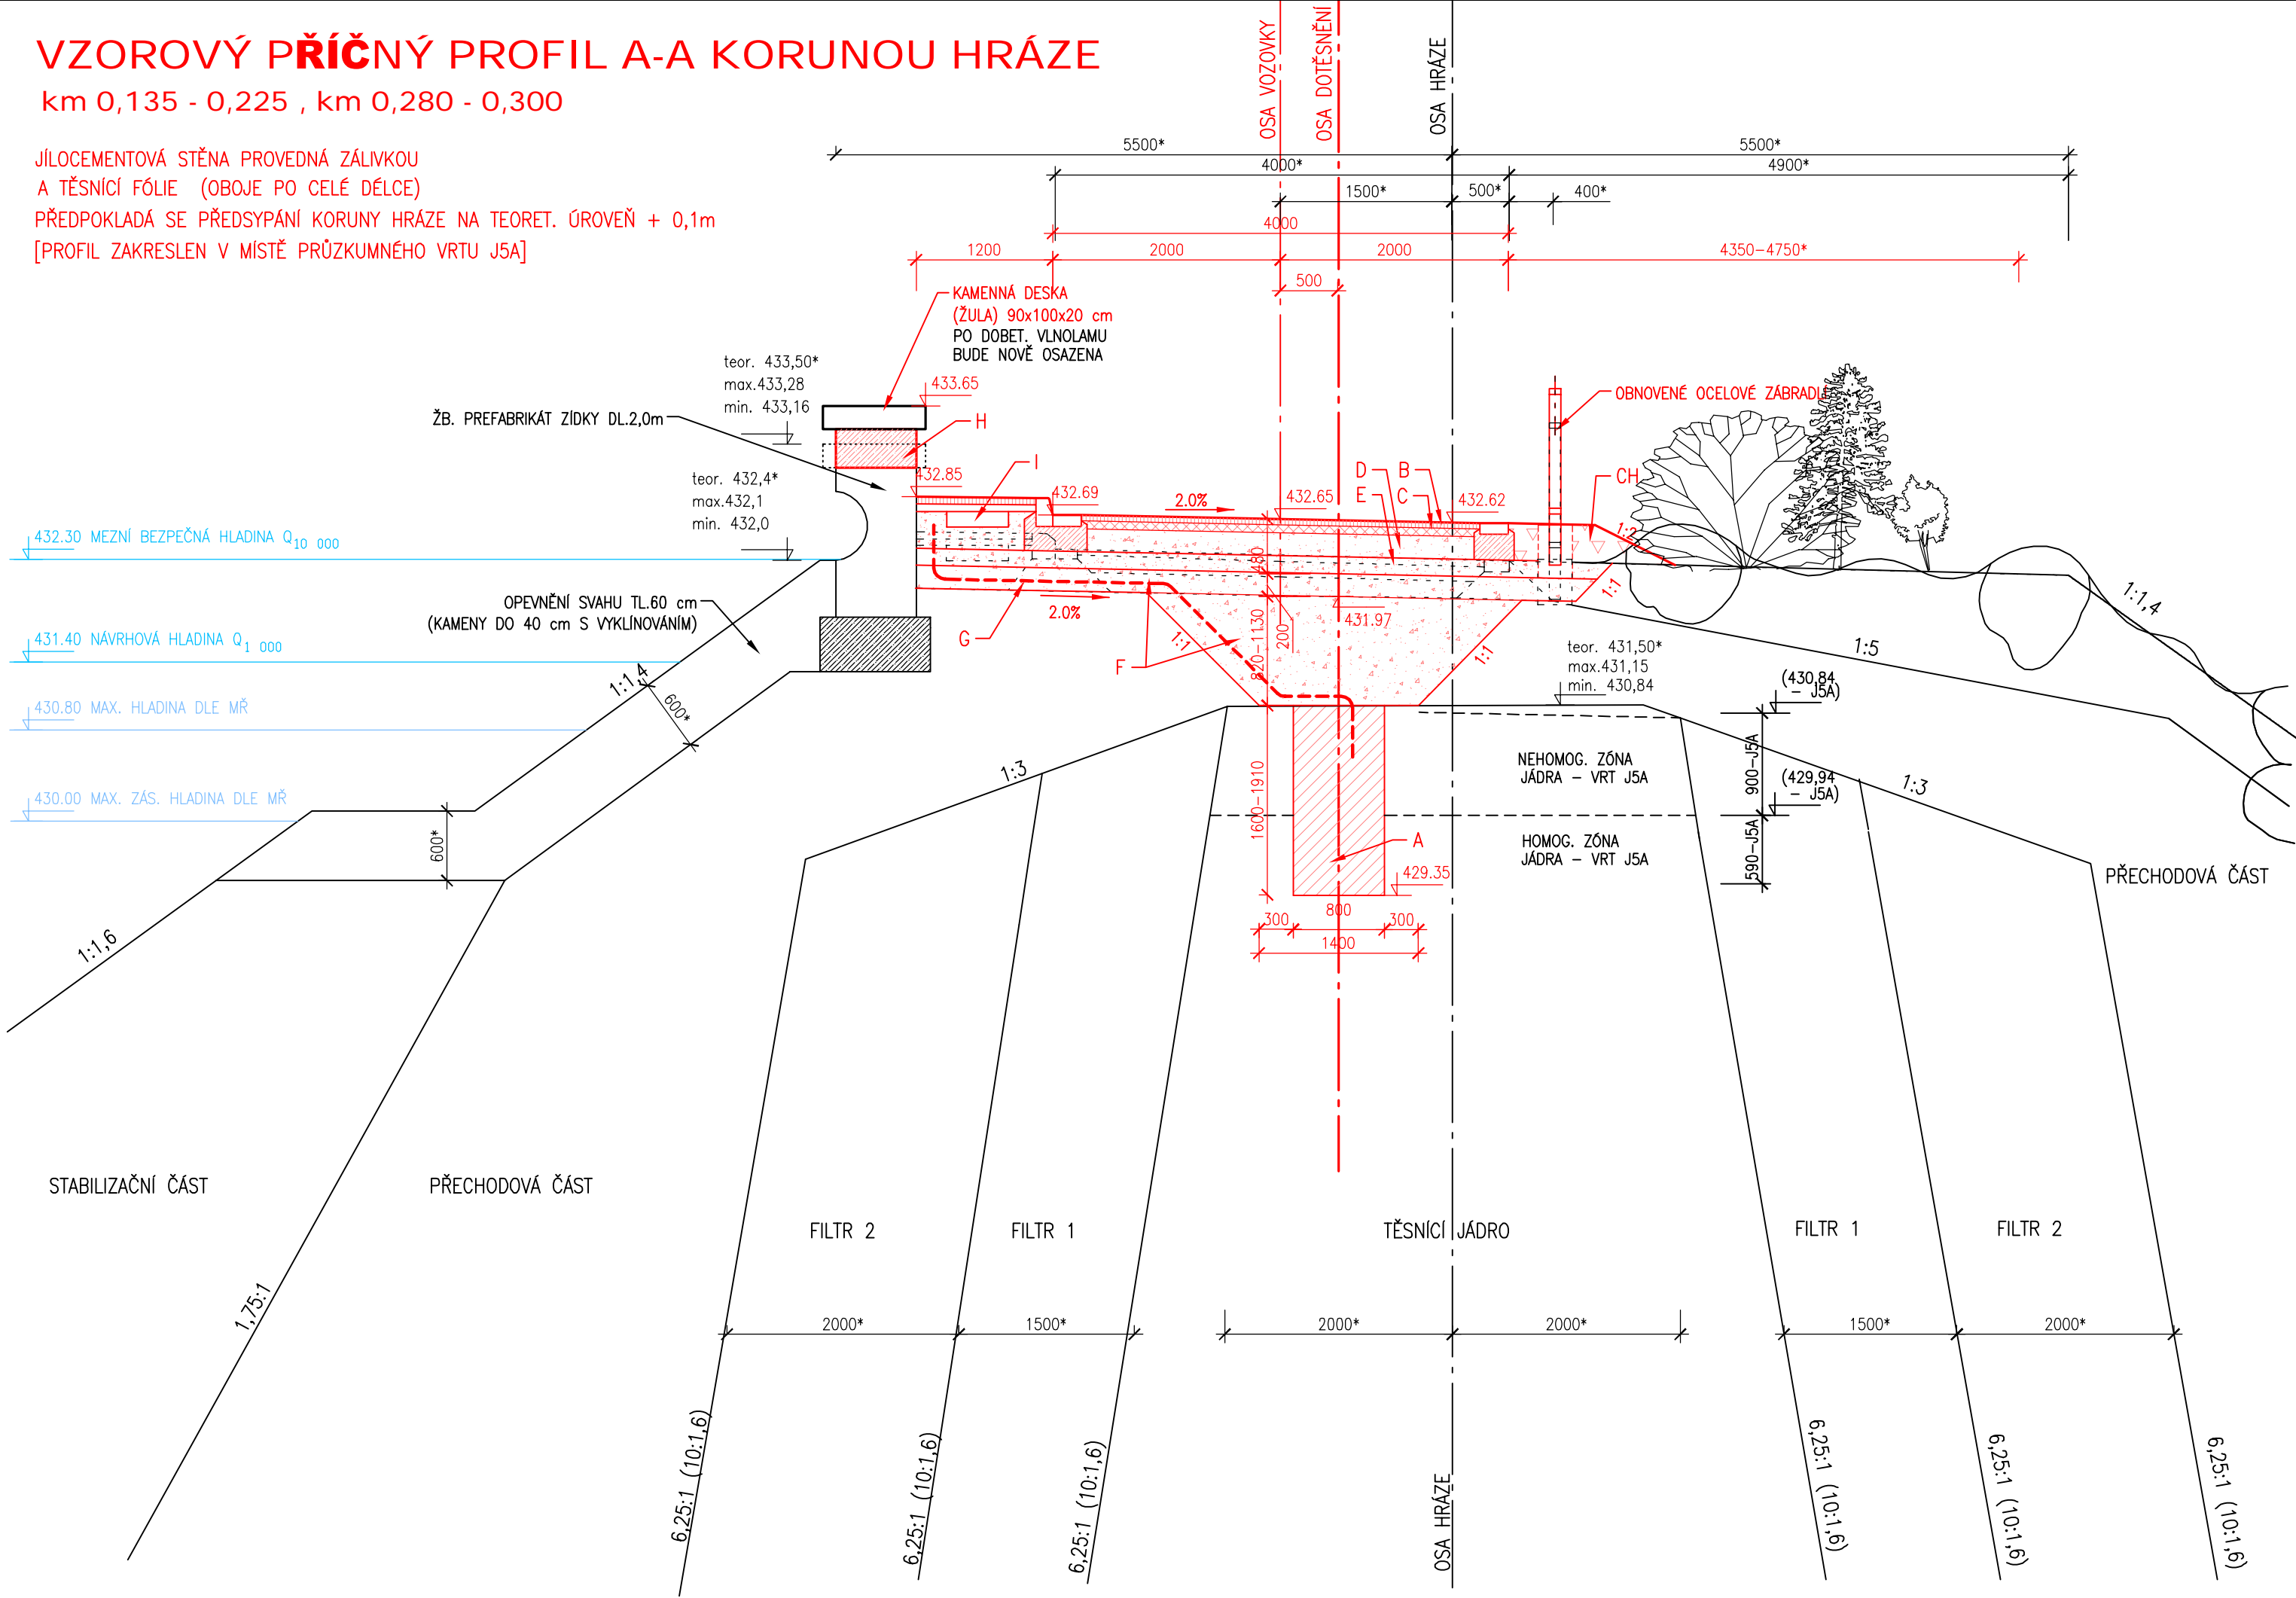 VZOROVÝ PŘÍČNÝ PROFIL A-A KORUNOU HRÁZE
km 0,135 - 0,225 , km 0,280 - 0,300
JÍLOCEMENTOVÁ STĚNA PROVEDNÁ ZÁLIVKOU
A TĚSNÍCÍ FÓLIE (OBOJE PO CELÉ DÉLCE)
PŘEDPOKLADÁ SE PŘEDSYPÁNÍ KORUNY HRÁZE NA TEORET. ÚROVEŇ + 0,1m
[PROFIL ZAKRESLEN V MÍSTĚ PRŮZKUMNÉHO VRTU J5A]
OSA VOZOVKY
OSA DOTĚSNĚNÍ
OSA HRÁZE
5500*
5500*
4000*
4900*
1500*
500*
400*
4000
1200
2000
2000
4350-4750*
500
KAMENNÁ DESKA
(ŽULA) 90x100x20 cm
PO DOBET. VLNOLAMU
BUDE NOVĚ OSAZENA
teor. 433,50*
max.433,28
min. 433,16
433.65
OBNOVENÉ OCELOVÉ ZÁBRADLÍ
ŽB. PREFABRIKÁT ZÍDKY DL.2,0m
H
I
D
B
E
C
CH
teor. 432,4*
max.432,1
min. 432,0
432.85
432.69
2.0%
432.65
432.62
1:2
432.30 MEZNÍ BEZPEČNÁ HLADINA Q10 000
480
OPEVNĚNÍ SVAHU TL.60 cm
(KAMENY DO 40 cm S VYKLÍNOVÁNÍM)
2.0%
1:1
1:1,4
431.97
G
F
1:1
820-1130
200
1:1
1:5
431.40 NÁVRHOVÁ HLADINA Q1 000
teor. 431,50*
max.431,15
min. 430,84
1:1,4
600*
(430,84
- J5A)
430.80 MAX. HLADINA DLE MŘ
1:3
1600-1910
NEHOMOG. ZÓNA
JÁDRA - VRT J5A
900-J5A
(429,94
- J5A)
1:3
430.00 MAX. ZÁS. HLADINA DLE MŘ
600*
A
HOMOG. ZÓNA
JÁDRA - VRT J5A
590-J5A
429.35
PŘECHODOVÁ ČÁST
300
800
300
1400
1:1,6
STABILIZAČNÍ ČÁST
PŘECHODOVÁ ČÁST
FILTR 2
FILTR 1
TĚSNÍCÍ JÁDRO
FILTR 1
FILTR 2
1,75:1
2000*
1500*
2000*
2000*
1500*
2000*
6,25:1 (10:1,6)
6,25:1 (10:1,6)
6,25:1 (10:1,6)
OSA HRÁZE
6,25:1 (10:1,6)
6,25:1 (10:1,6)
6,25:1 (10:1,6)